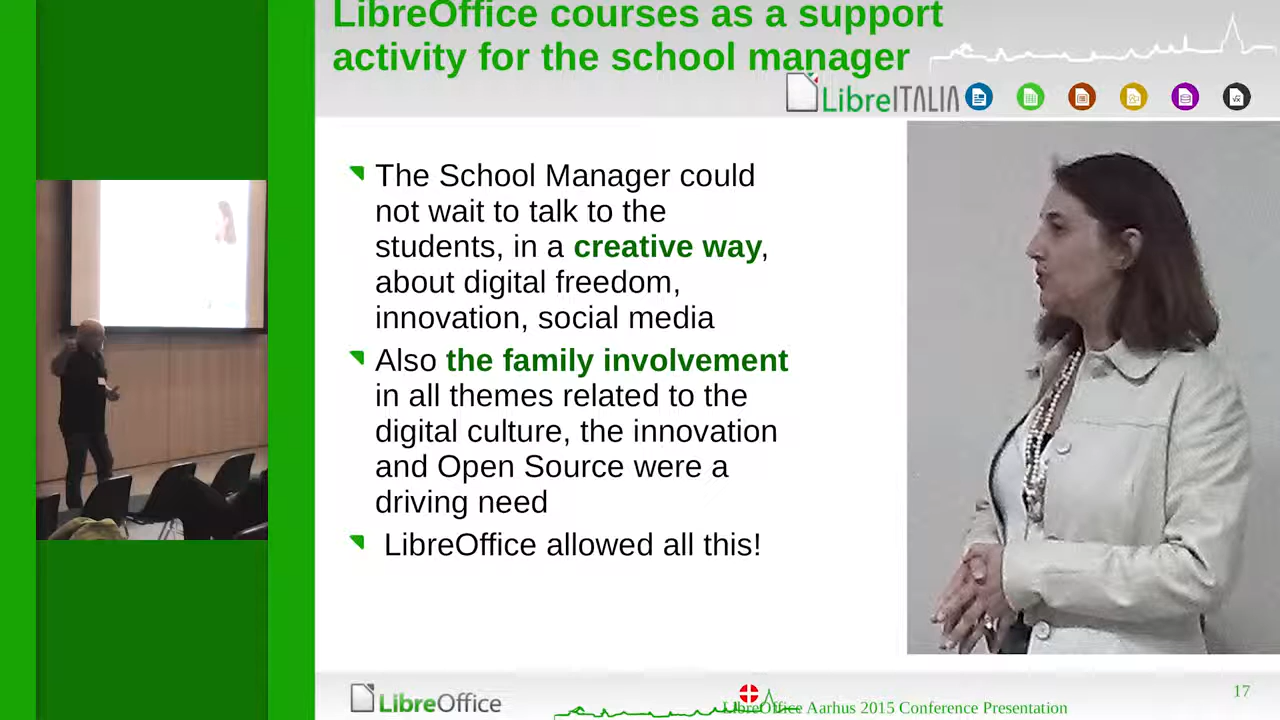 LibreOffice courses as a support
activity for the school manager
LibreITALIA
The School Manager could
not wait to talk to the
students, in a creative way,
about digital freedom,
innovation, social media
Also the family involvement
in all themes related to the
digital culture, the innovation
and Open Source were a
driving need
LibreOffice allowed all this!
LibreOffice
LibreOffice Aarhus 2015 Conference Presentation
17